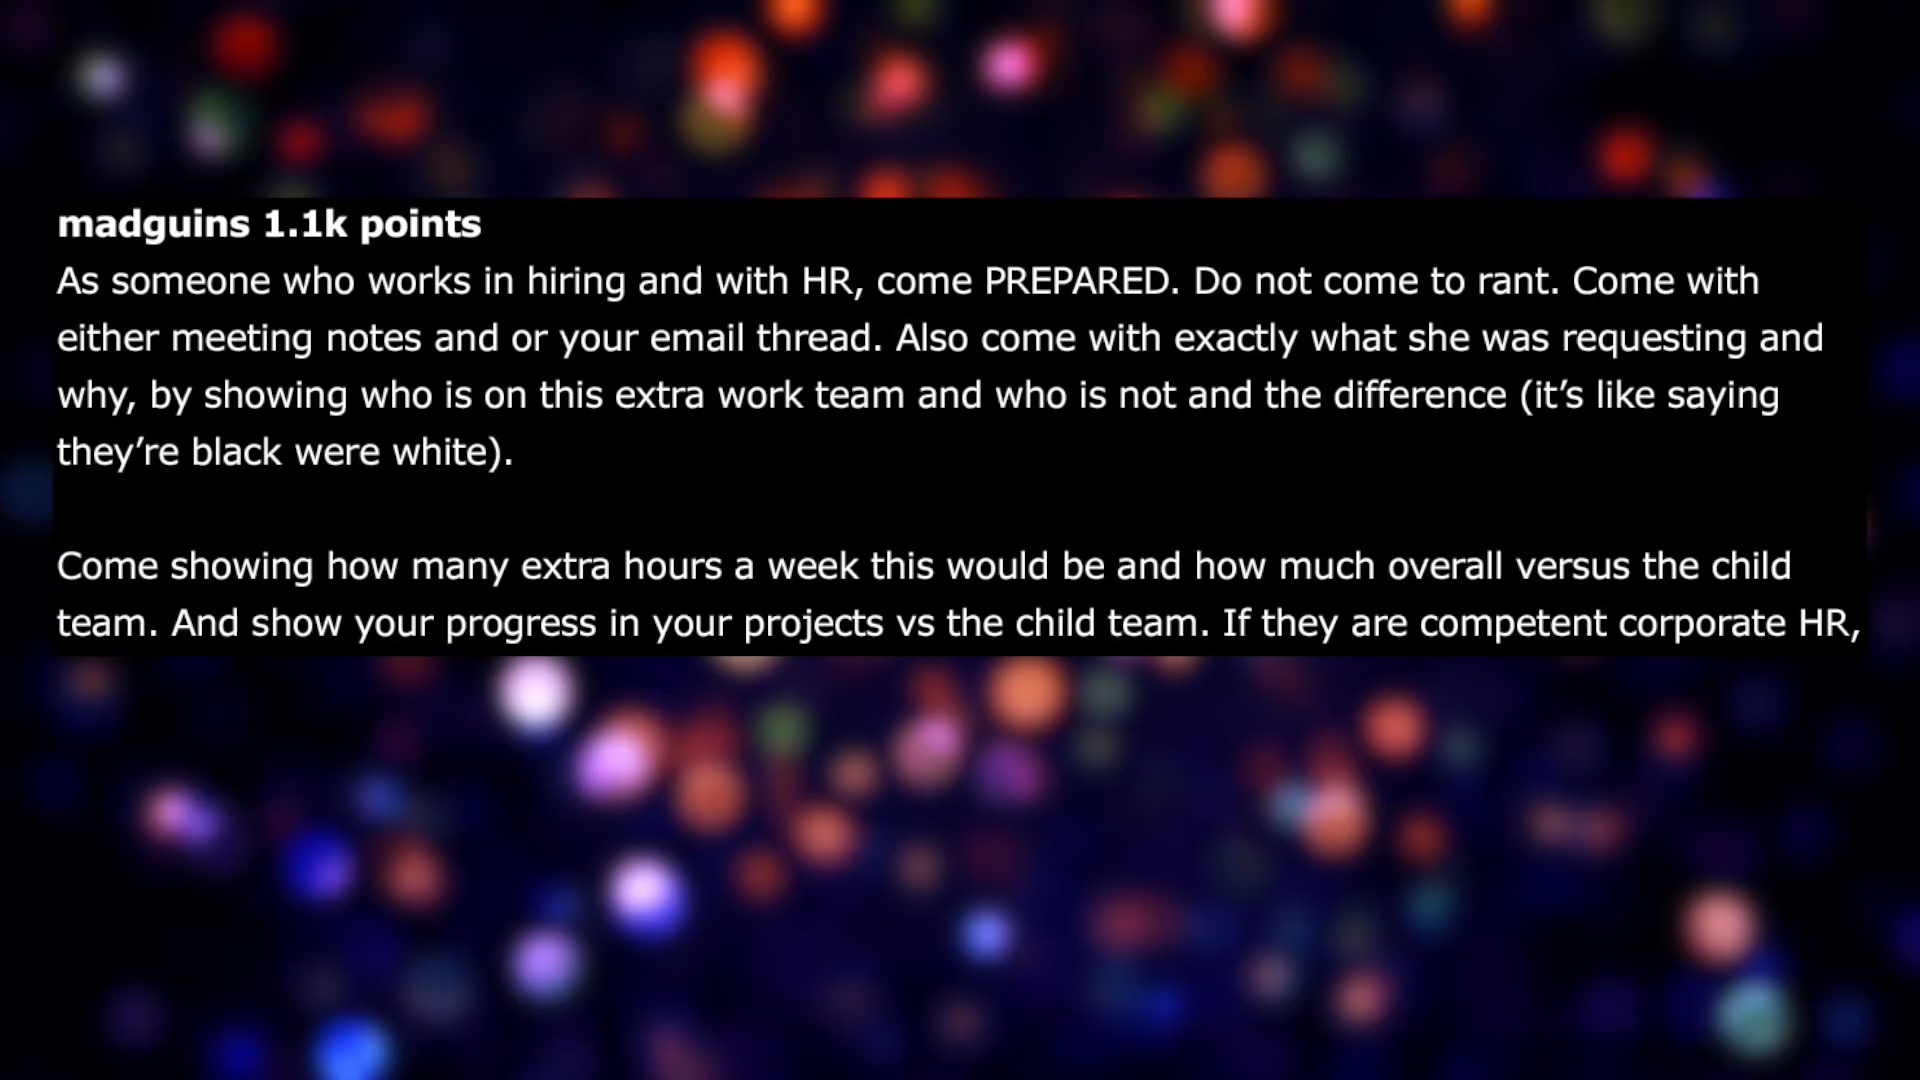 madguins 1.1k points
As someone who works in hiring and with HR, come PREPARED. Do not come to rant. Come with
either meeting notes and or your email thread. Also come with exactly what she was requesting and
why, by showing who is on this extra work team and who is not and the difference (it’s like saying
they’re black were white).
Come showing how many extra hours a week this would be and how much overall versus the child
team. And show your progress in your projects vs the child team. If they are competent corporate HR,